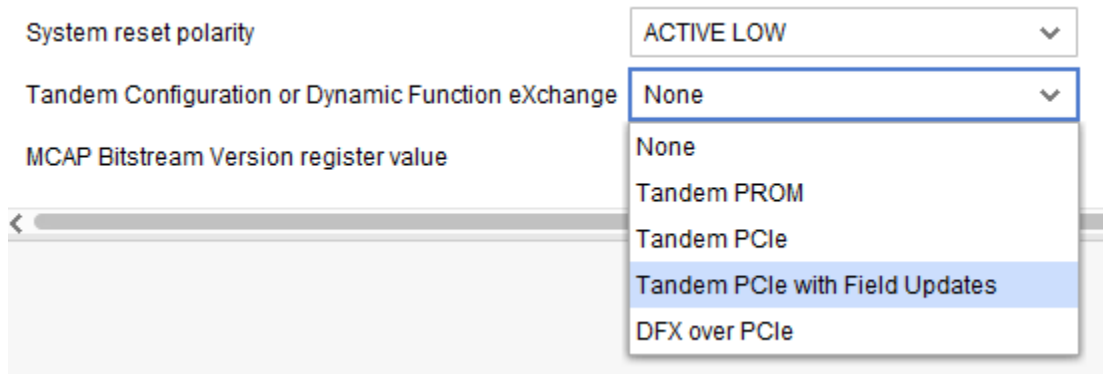 System reset polarity ACTIVE LOW
Tandem Configuration or Dynamic Function eXchange None
MCAP Bitstream Version register value
None
Tandem PROM
Tandem PCIe
Tandem PCIe with Field Updates
DFX over PCIe